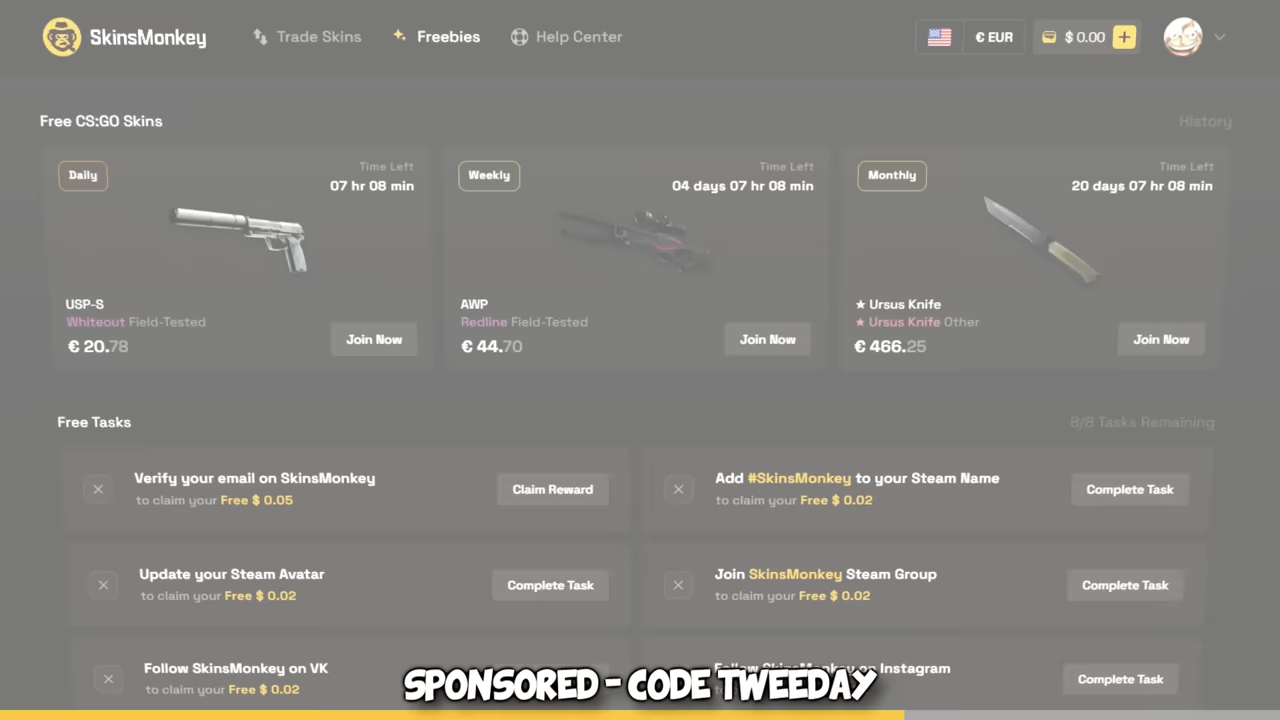 SkinsMonkey
Trade Skins
Freebies
Help Center
€ EUR
$ 0.00 +
Free CS:GO Skins
History
Daily
Time Left
07 hr 08 min
USP-S
Whiteout Field-Tested
€ 20.78
Join Now
Weekly
Time Left
04 days 07 hr 08 min
AWP
Redline Field-Tested
€ 44.70
Join Now
Monthly
Time Left
20 days 07 hr 08 min
★ Ursus Knife
★ Ursus Knife Other
€ 466.25
Join Now
Free Tasks
8/8 Tasks Remaining
Verify your email on SkinsMonkey
to claim your Free $ 0.05
Claim Reward
Add #SkinsMonkey to your Steam Name
to claim your Free $ 0.02
Complete Task
Update your Steam Avatar
to claim your Free $ 0.02
Complete Task
Join SkinsMonkey Steam Group
to claim your Free $ 0.02
Complete Task
Follow SkinsMonkey on VK
to claim your Free $ 0.02
Follow SkinsMonkey on Instagram
Complete Task
SPONSORED - CODE TWEEDAY